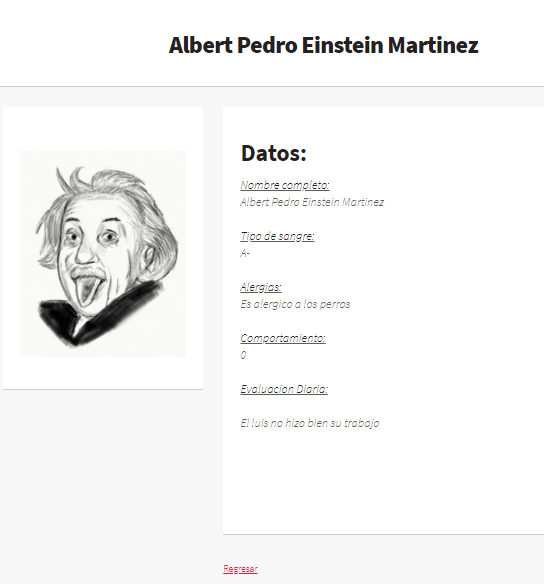 Albert Pedro Einstein Martinez
Datos:
Nombre completo:
Albert Pedro Einstein Martinez
Tipo de sangre:
A-
Alergias:
Es alergico a los perros
Comportamiento:
0
Evaluacion Diaria:
El luis no hizo bien su trabajo
Regresar